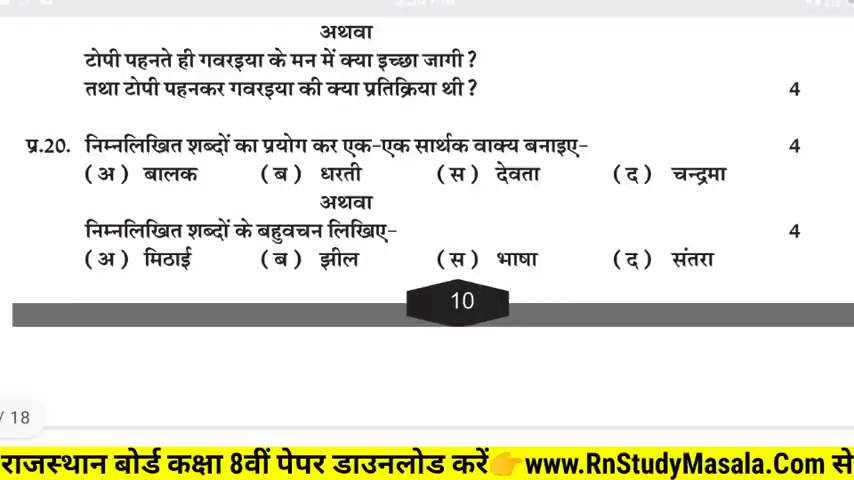 अथवा
टोपी पहनते ही गवरइया के मन में क्या इच्छा जागी ?
तथा टोपी पहनकर गवरइया की क्या प्रतिक्रिया थी ? 4
प्र.20. निम्नलिखित शब्दों का प्रयोग कर एक-एक सार्थक वाक्य बनाइए- 4
( अ ) बालक ( ब ) धरती ( स ) देवता ( द ) चन्द्रमा
अथवा
निम्नलिखित शब्दों के बहुवचन लिखिए- 4
( अ ) मिठाई ( ब ) झील ( स ) भाषा ( द ) संतरा
10
/ 18
राजस्थान बोर्ड कक्षा 8वीं पेपर डाउनलोड करें👉www.RnStudyMasala.Com से